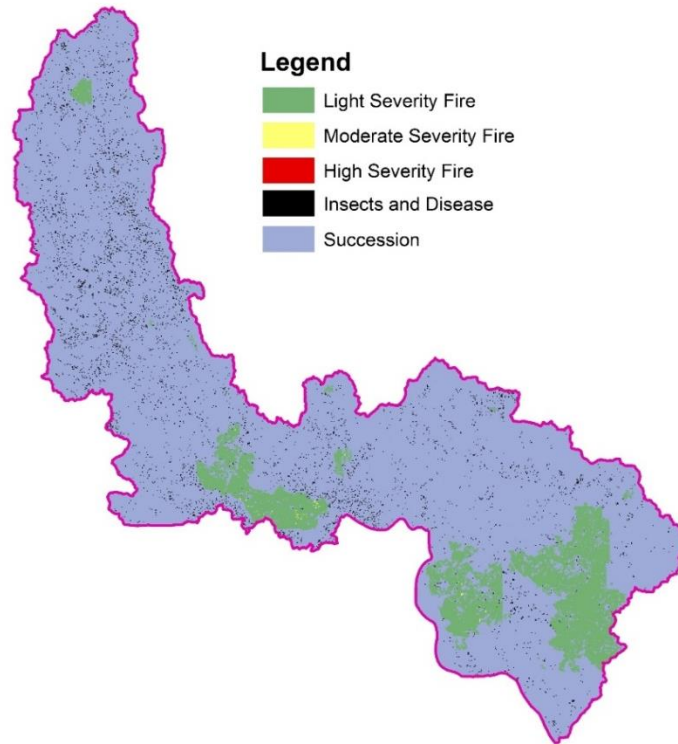 Legend
Light Severity Fire
Moderate Severity Fire
High Severity Fire
Insects and Disease
Succession